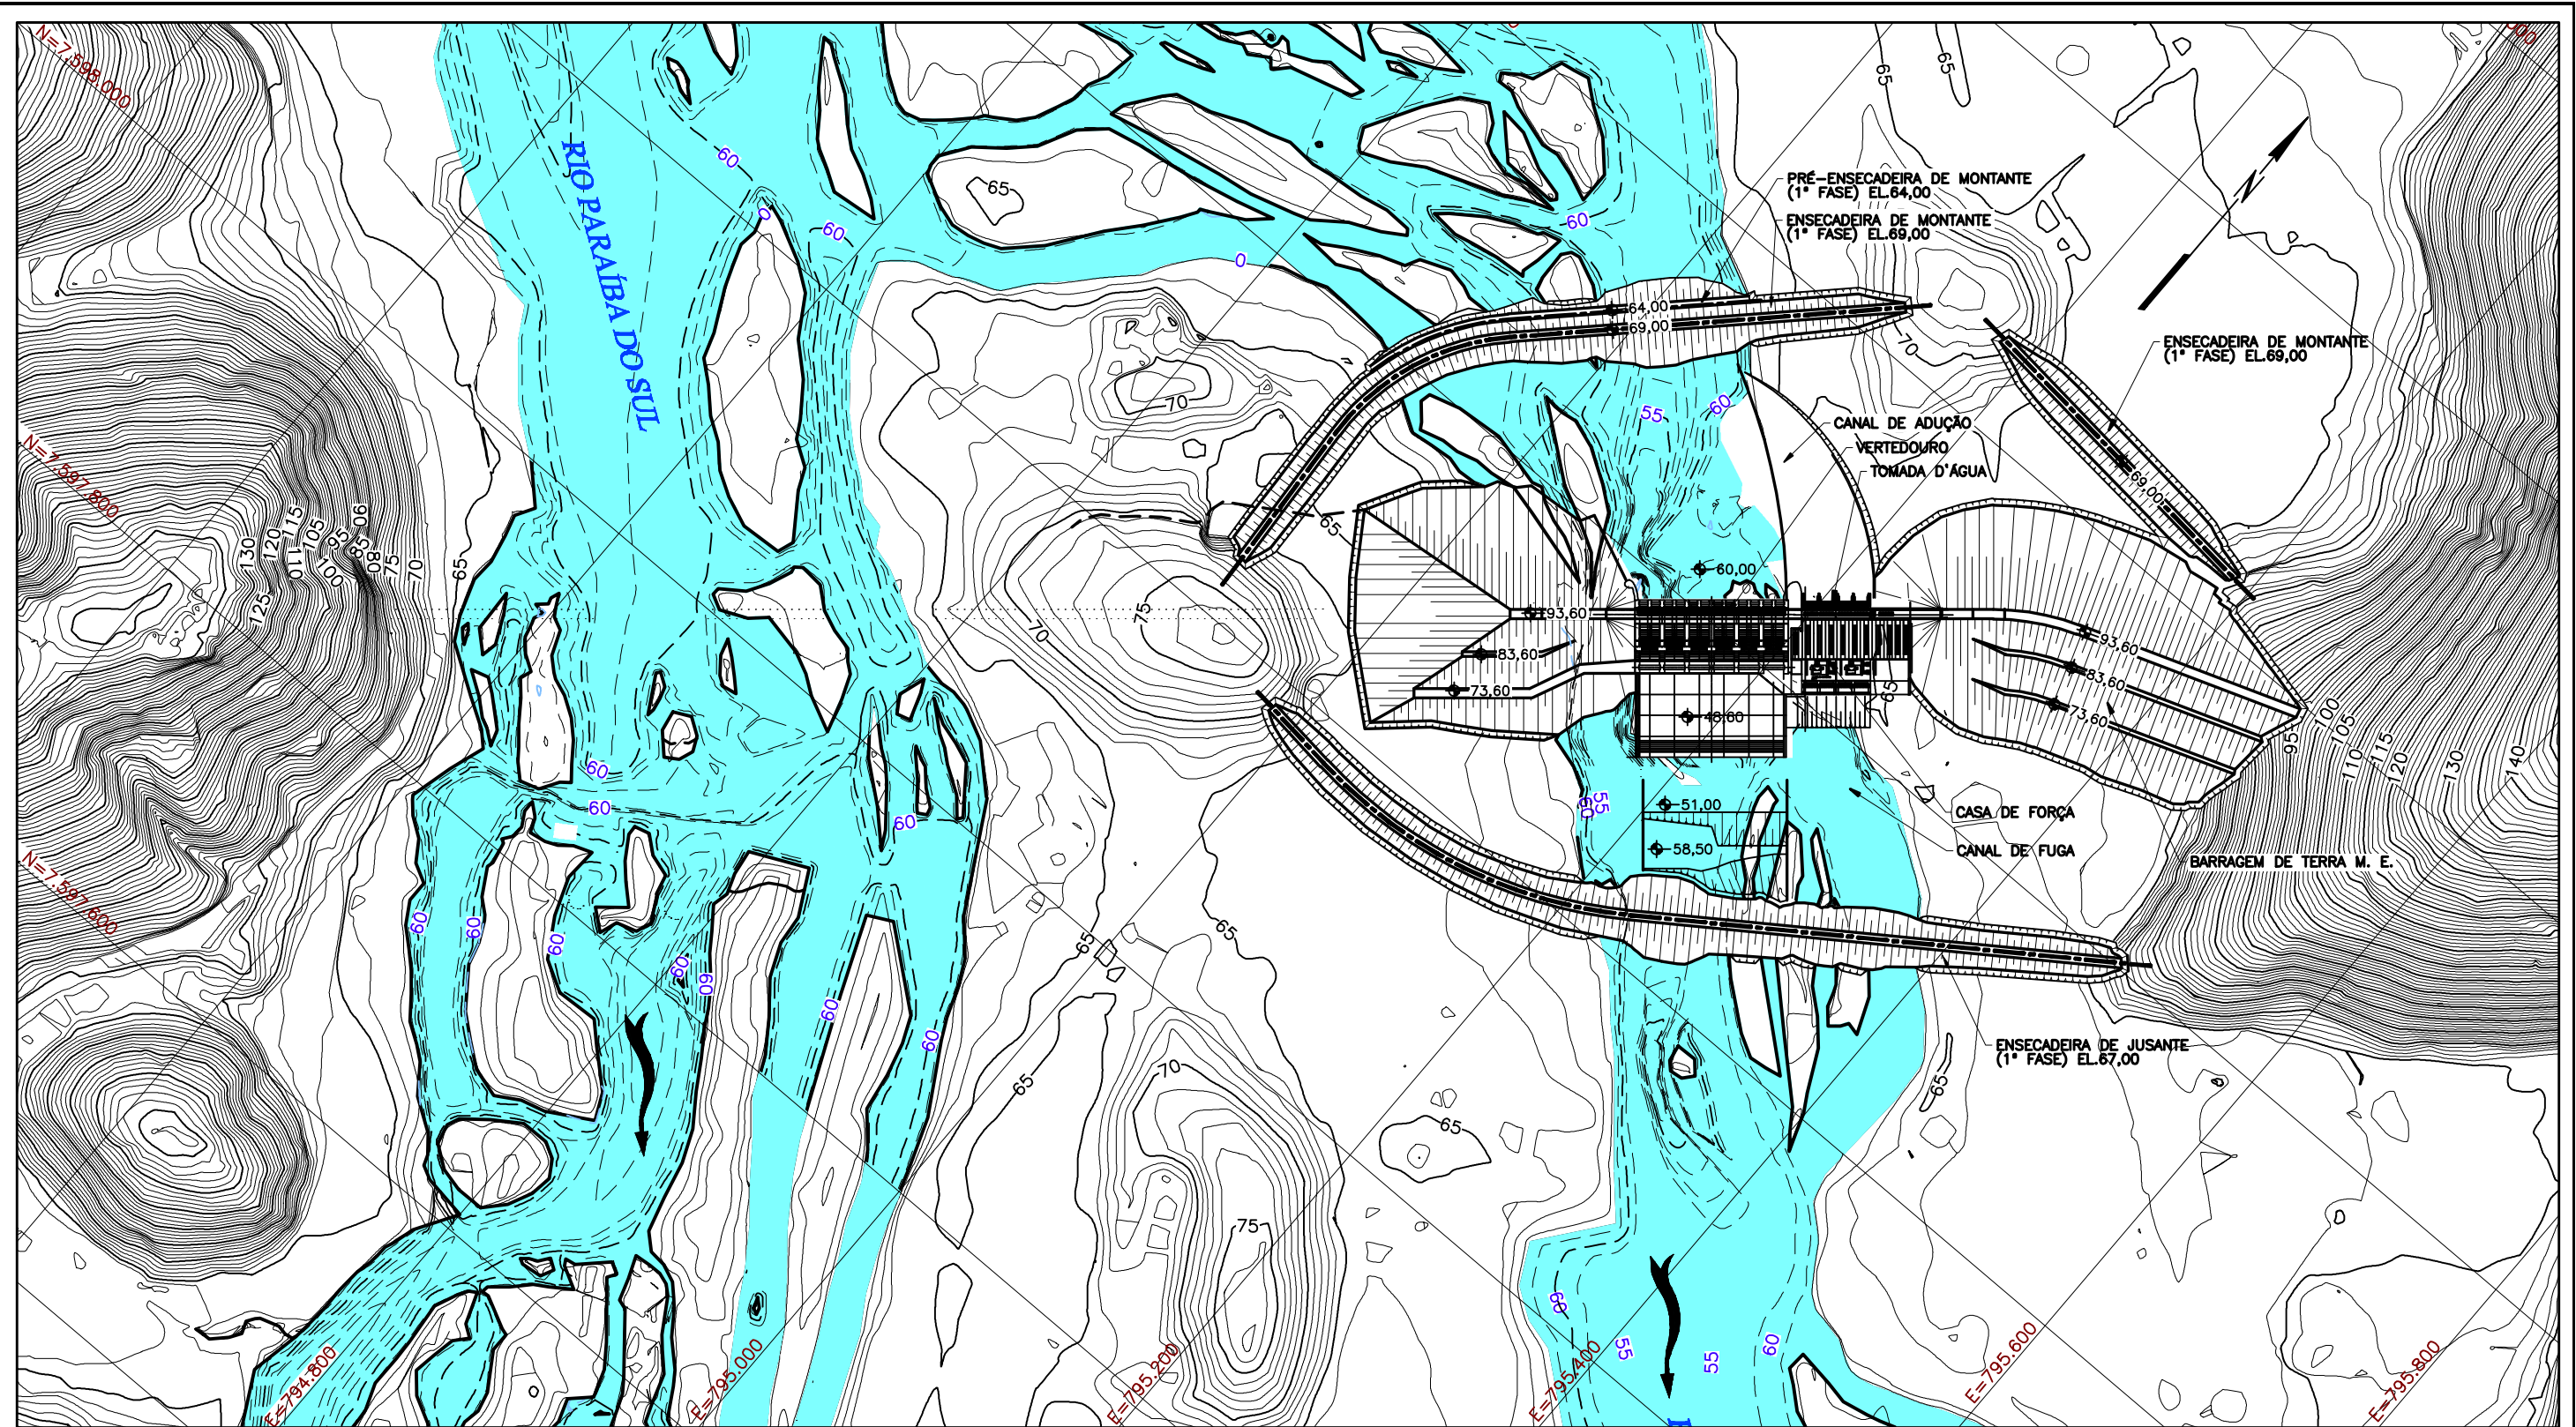 N=7.598.000
N=7.597.800
N=7.597.600
RIO PARAÍBA DO SUL
60
0
60
65
0
60
65
65
PRÉ-ENSECADEIRA DE MONTANTE
(1ª FASE) EL.64,00
ENSECADEIRA DE MONTANTE
(1ª FASE) EL.69,00
N
ENSECADEIRA DE MONTANTE
(1ª FASE) EL.69,00
64,00
69,00
70
70
55
60
CANAL DE ADUÇÃO
VERTEDOURO
TOMADA D'ÁGUA
69,00
65
60,00
130
120
115
110
105
100
95
90
85
80
75
70
65
125
70
75
93,60
83,60
73,60
48,60
65
93,60
83,60
73,60
95
100
105
110
115
120
130
140
60
60
60
60
55
51,00
58,50
CASA DE FORÇA
CANAL DE FUGA
BARRAGEM DE TERRA M. E.
60
60
60
60
60
60
60
65
65
65
70
65
75
ENSECADEIRA DE JUSANTE
(1ª FASE) EL.67,00
65
60
55
55
60
E=794.800
E=795.000
E=795.200
E=795.400
E=795.600
E=795.800